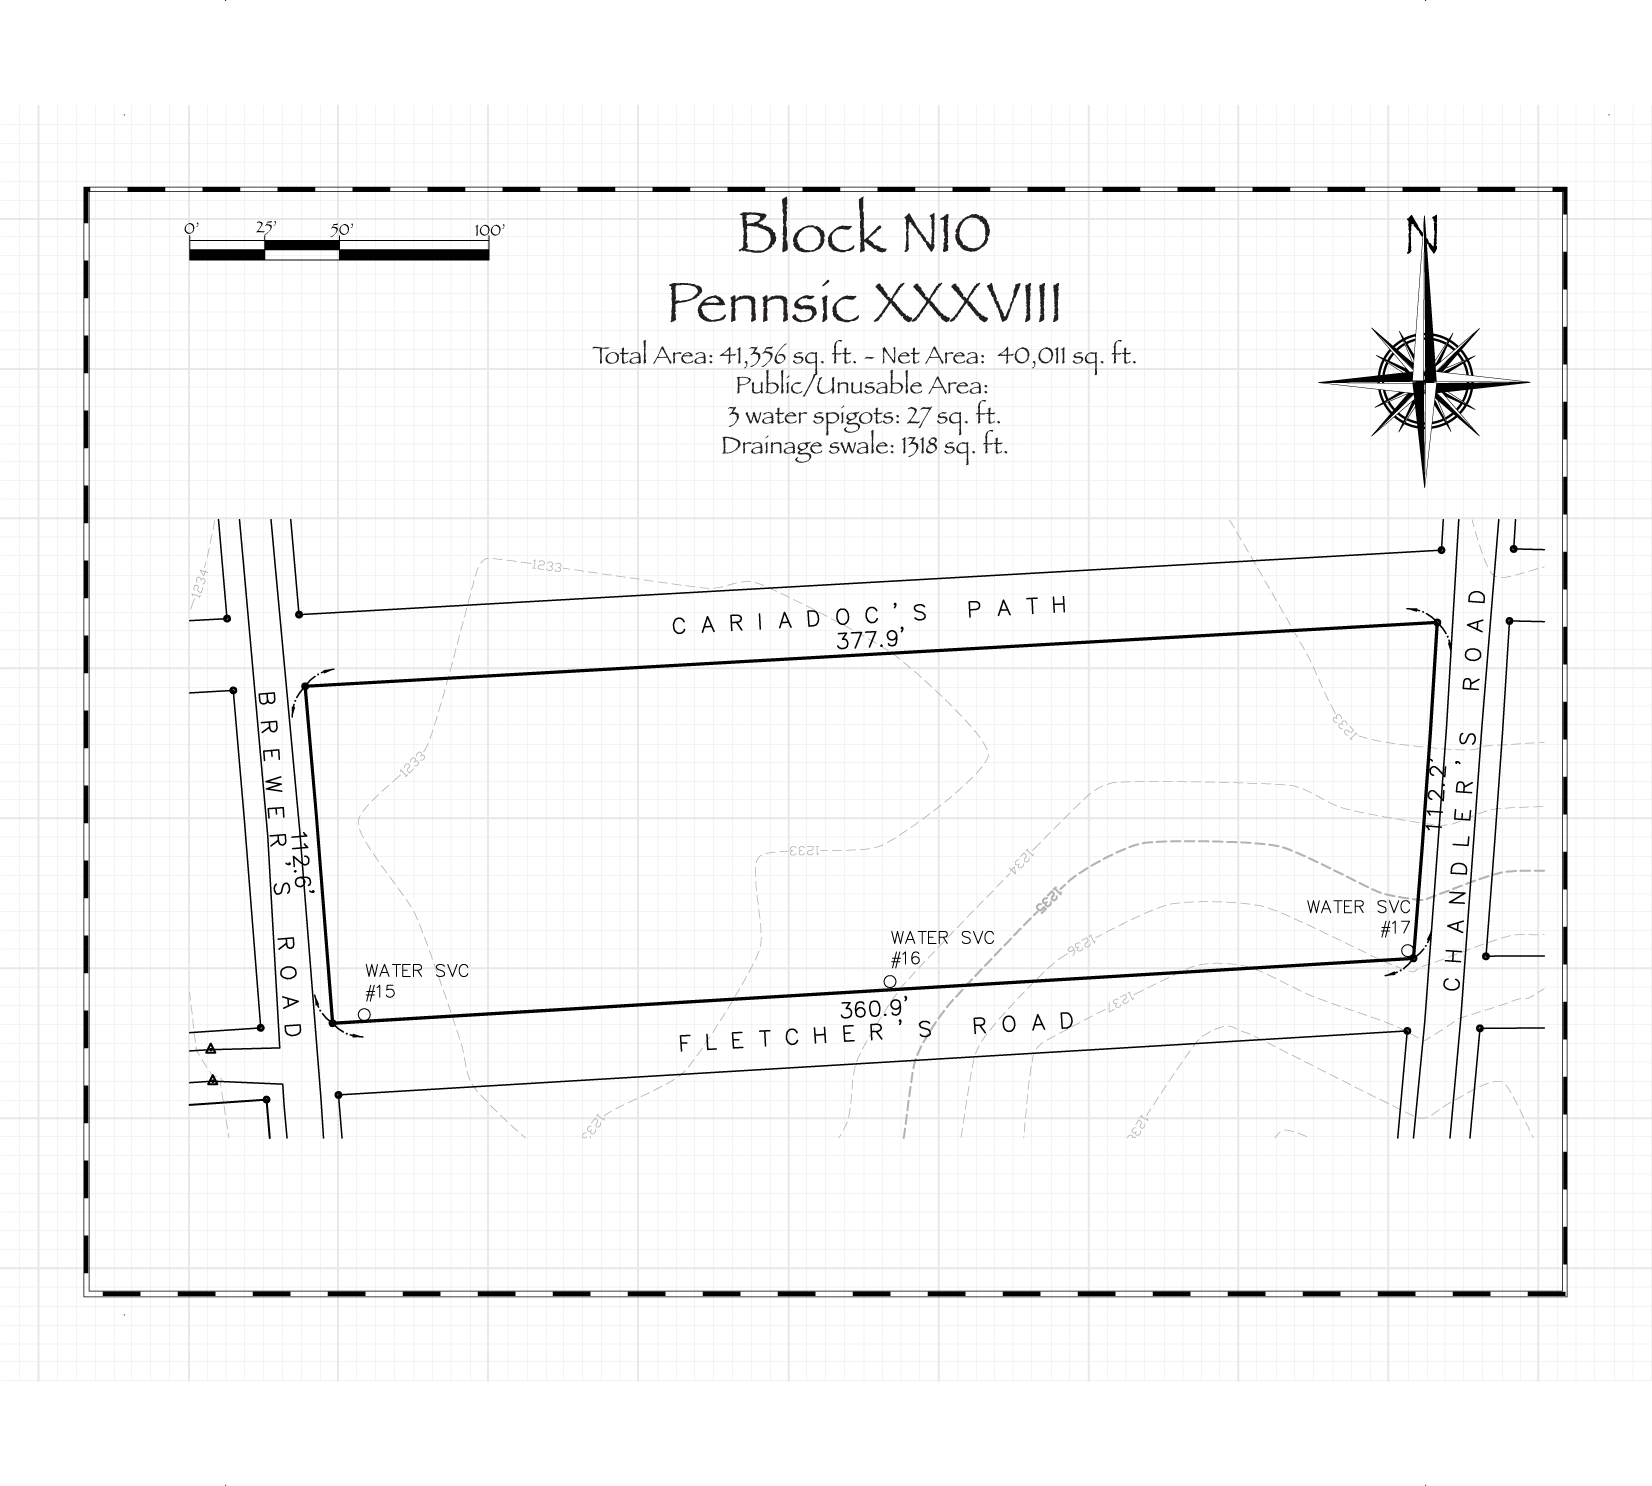 Block N10
Pennsic XXXVIII
Total Area: 41,356 sq. ft. - Net Area: 40,011 sq. ft.
Public/Unusable Area:
3 water spigots: 27 sq. ft.
Drainage swale: 1318 sq. ft.
0' 25' 50' 100'
N
1234
1233
CARIADOC'S PATH
377.9'
BREWER'S ROAD
112.6'
CHANDLER'S ROAD
112.2'
1233
1233
1233
1234
1235
1236
1237
WATER SVC
#15
WATER SVC
#16
WATER SVC
#17
360.9'
FLETCHER'S ROAD